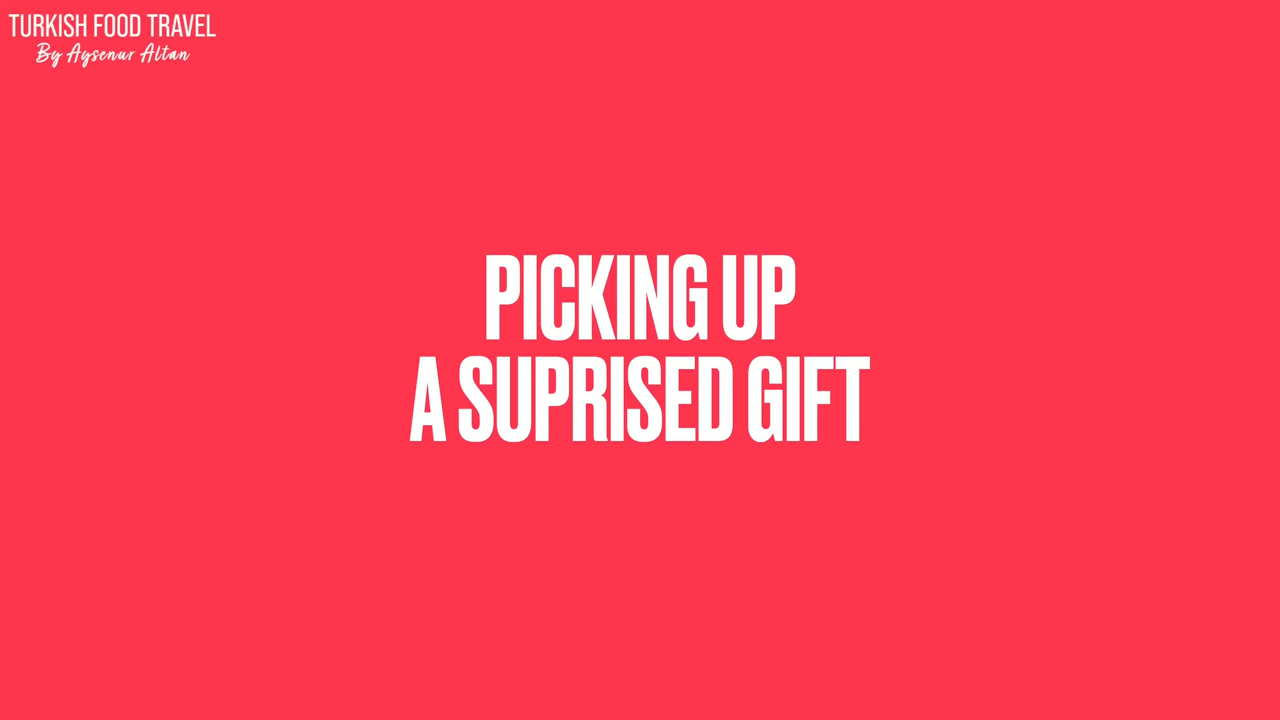 TURKISH FOOD TRAVEL
By Aysenur Altan
PICKING UP
A SUPRISED GIFT